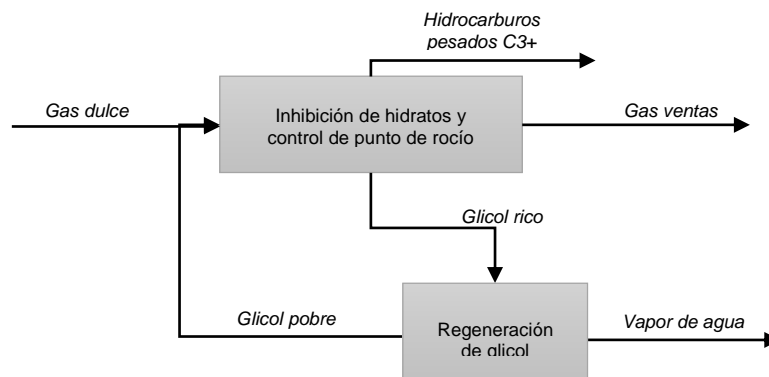 Hidrocarburos
pesados C3+
Gas dulce
Inhibición de hidratos y
control de punto de rocío
Gas ventas
Glicol rico
Glicol pobre
Regeneración
de glicol
Vapor de agua